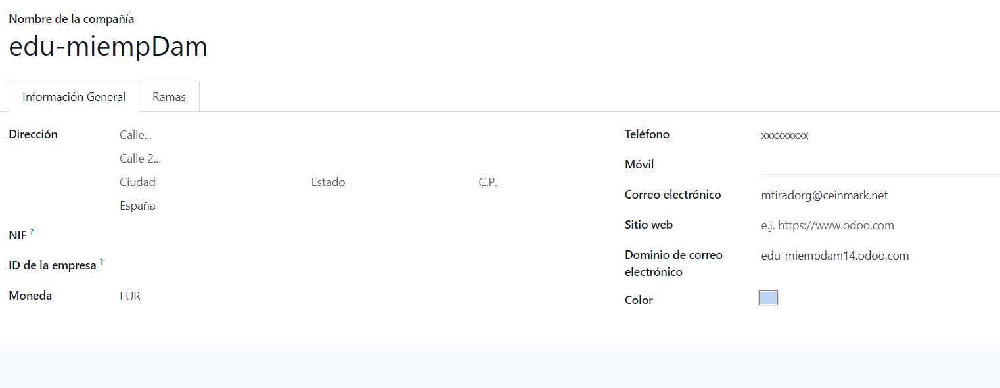 Nombre de la compañía
edu-miempDam
Información General
Ramas
Dirección
Calle...
Calle 2...
Ciudad
Estado
C.P.
España
NIF ?
ID de la empresa ?
Moneda
EUR
Teléfono
xxxxxxxxx
Móvil
Correo electrónico
mtiradorg@ceinmark.net
Sitio web
e.j. https://www.odoo.com
Dominio de correo
electrónico
edu-miempdam14.odoo.com
Color